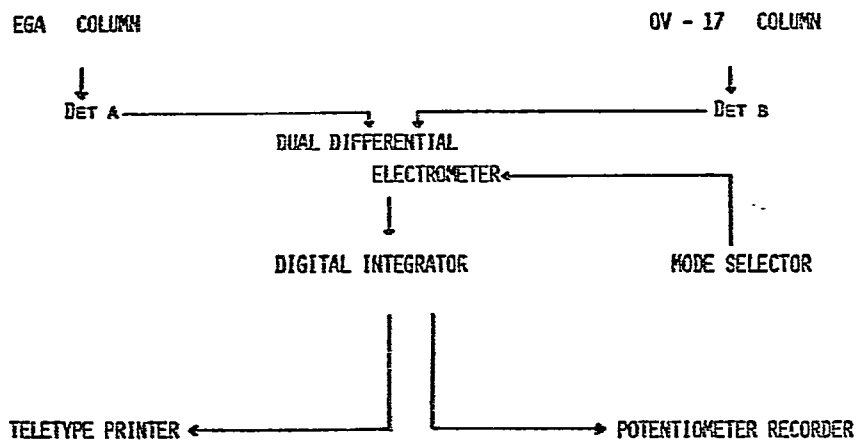 EGA COLUMN
OV - 17 COLUMN
DET A
DET B
DUAL DIFFERENTIAL
ELECTROMETER
DIGITAL INTEGRATOR
MODE SELECTOR
TELETYPE PRINTER
POTENTIOMETER RECORDER